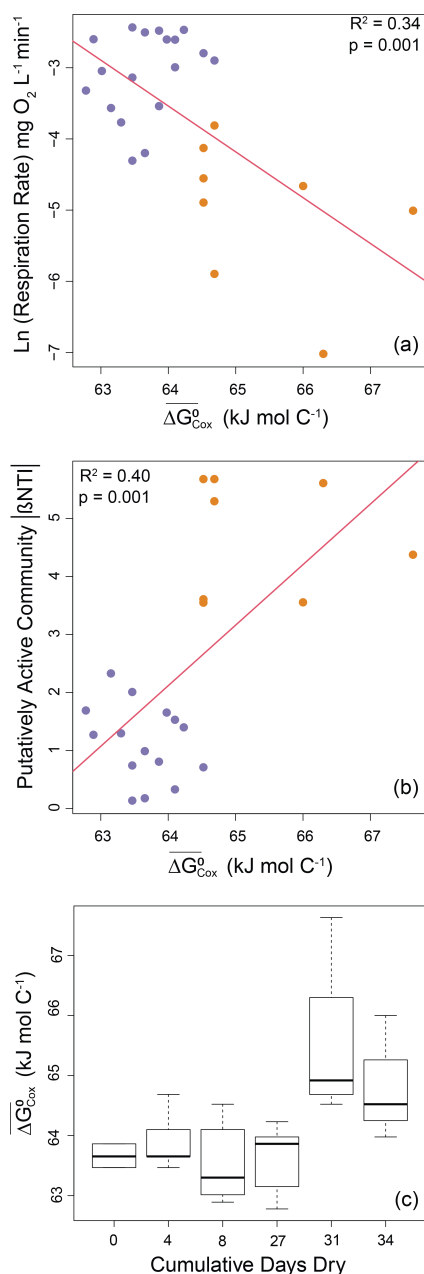 R² = 0.34
p = 0.001
Ln (Respiration Rate) mg O₂ L⁻¹ min⁻¹
-3
-4
-5
-6
-7
(a)
63 64 65 66 67
ΔG⁰Cox (kJ mol C⁻¹)
R² = 0.40
p = 0.001
Putatively Active Community |ßNTI|
5
4
3
2
1
0
(b)
63 64 65 66 67
ΔG⁰Cox (kJ mol C⁻¹)
ΔG⁰Cox (kJ mol C⁻¹)
67
66
65
64
63
(c)
0 4 8 27 31 34
Cumulative Days Dry